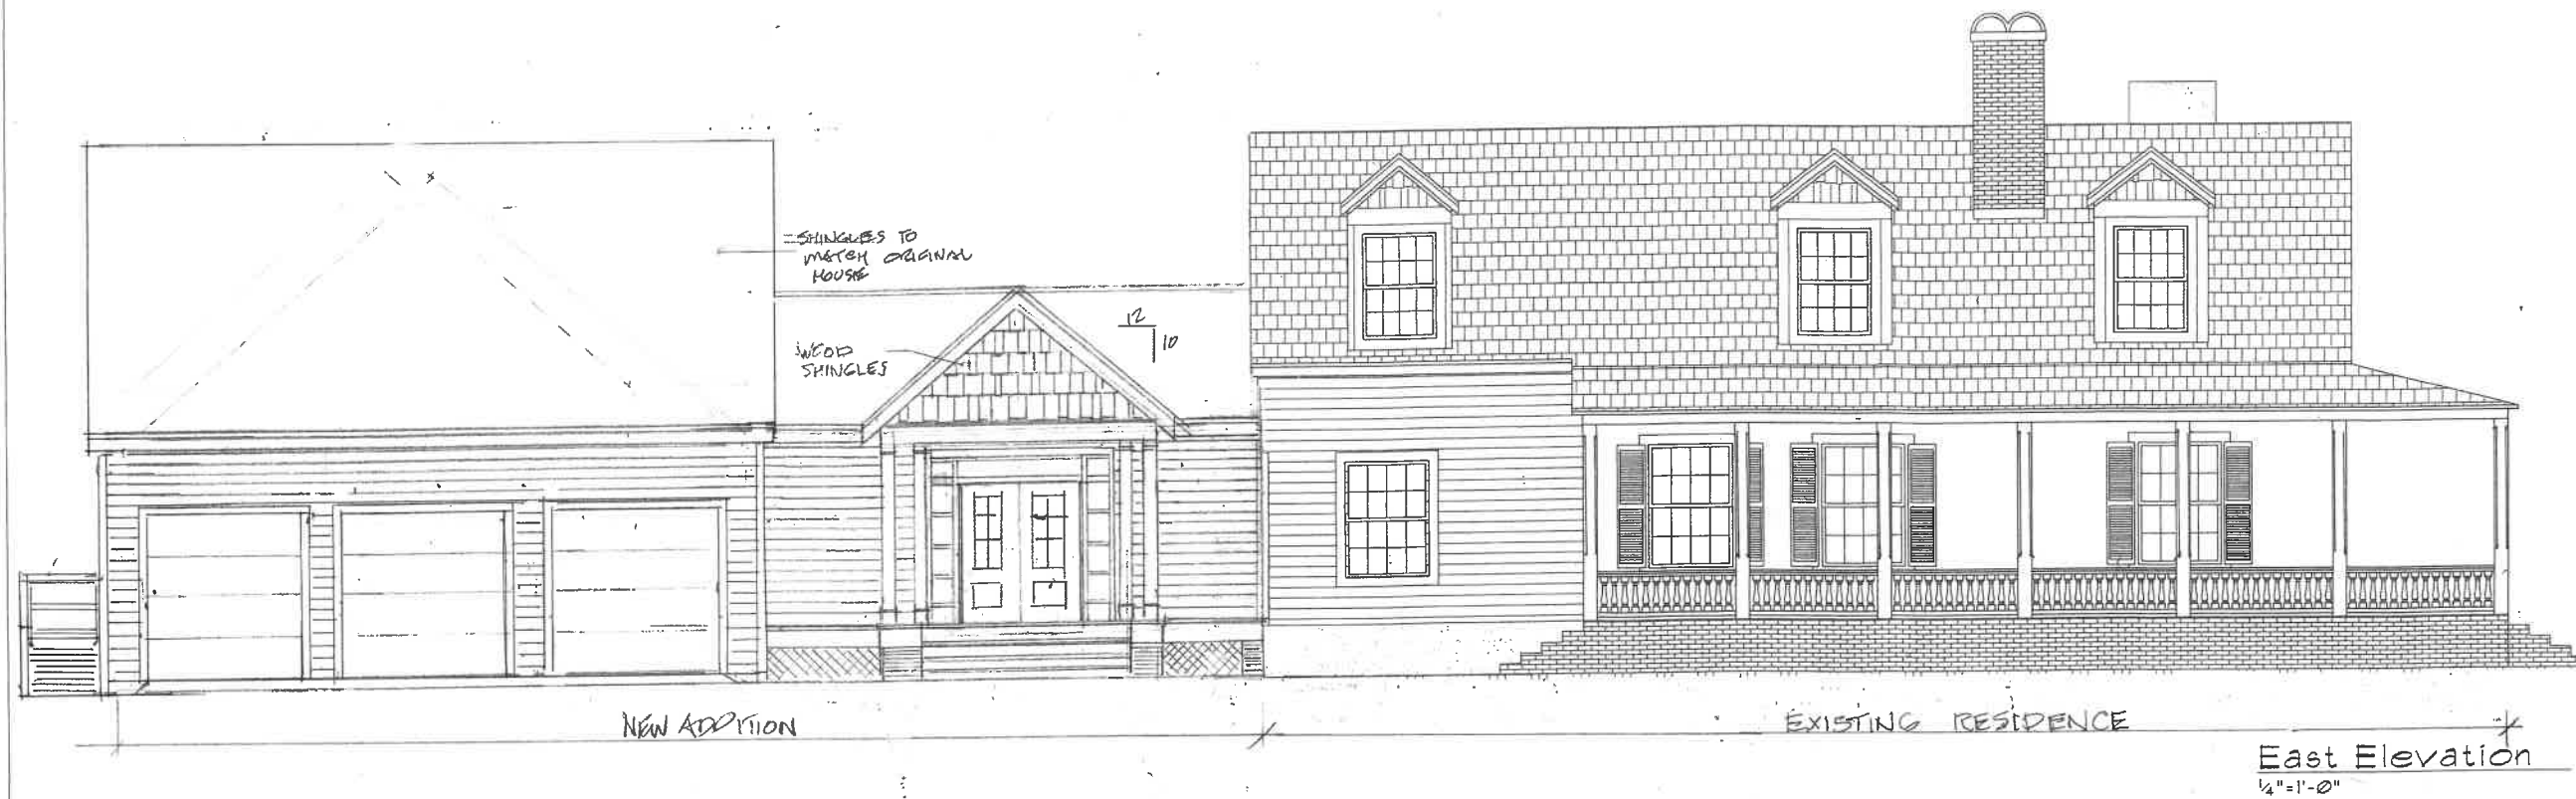 SHINGLES TO
MATCH ORIGINAL
HOUSE
12
10
WOOD
SHINGLES
NEW ADDITION
EXISTING RESIDENCE
East Elevation
1/4"=1'-0"